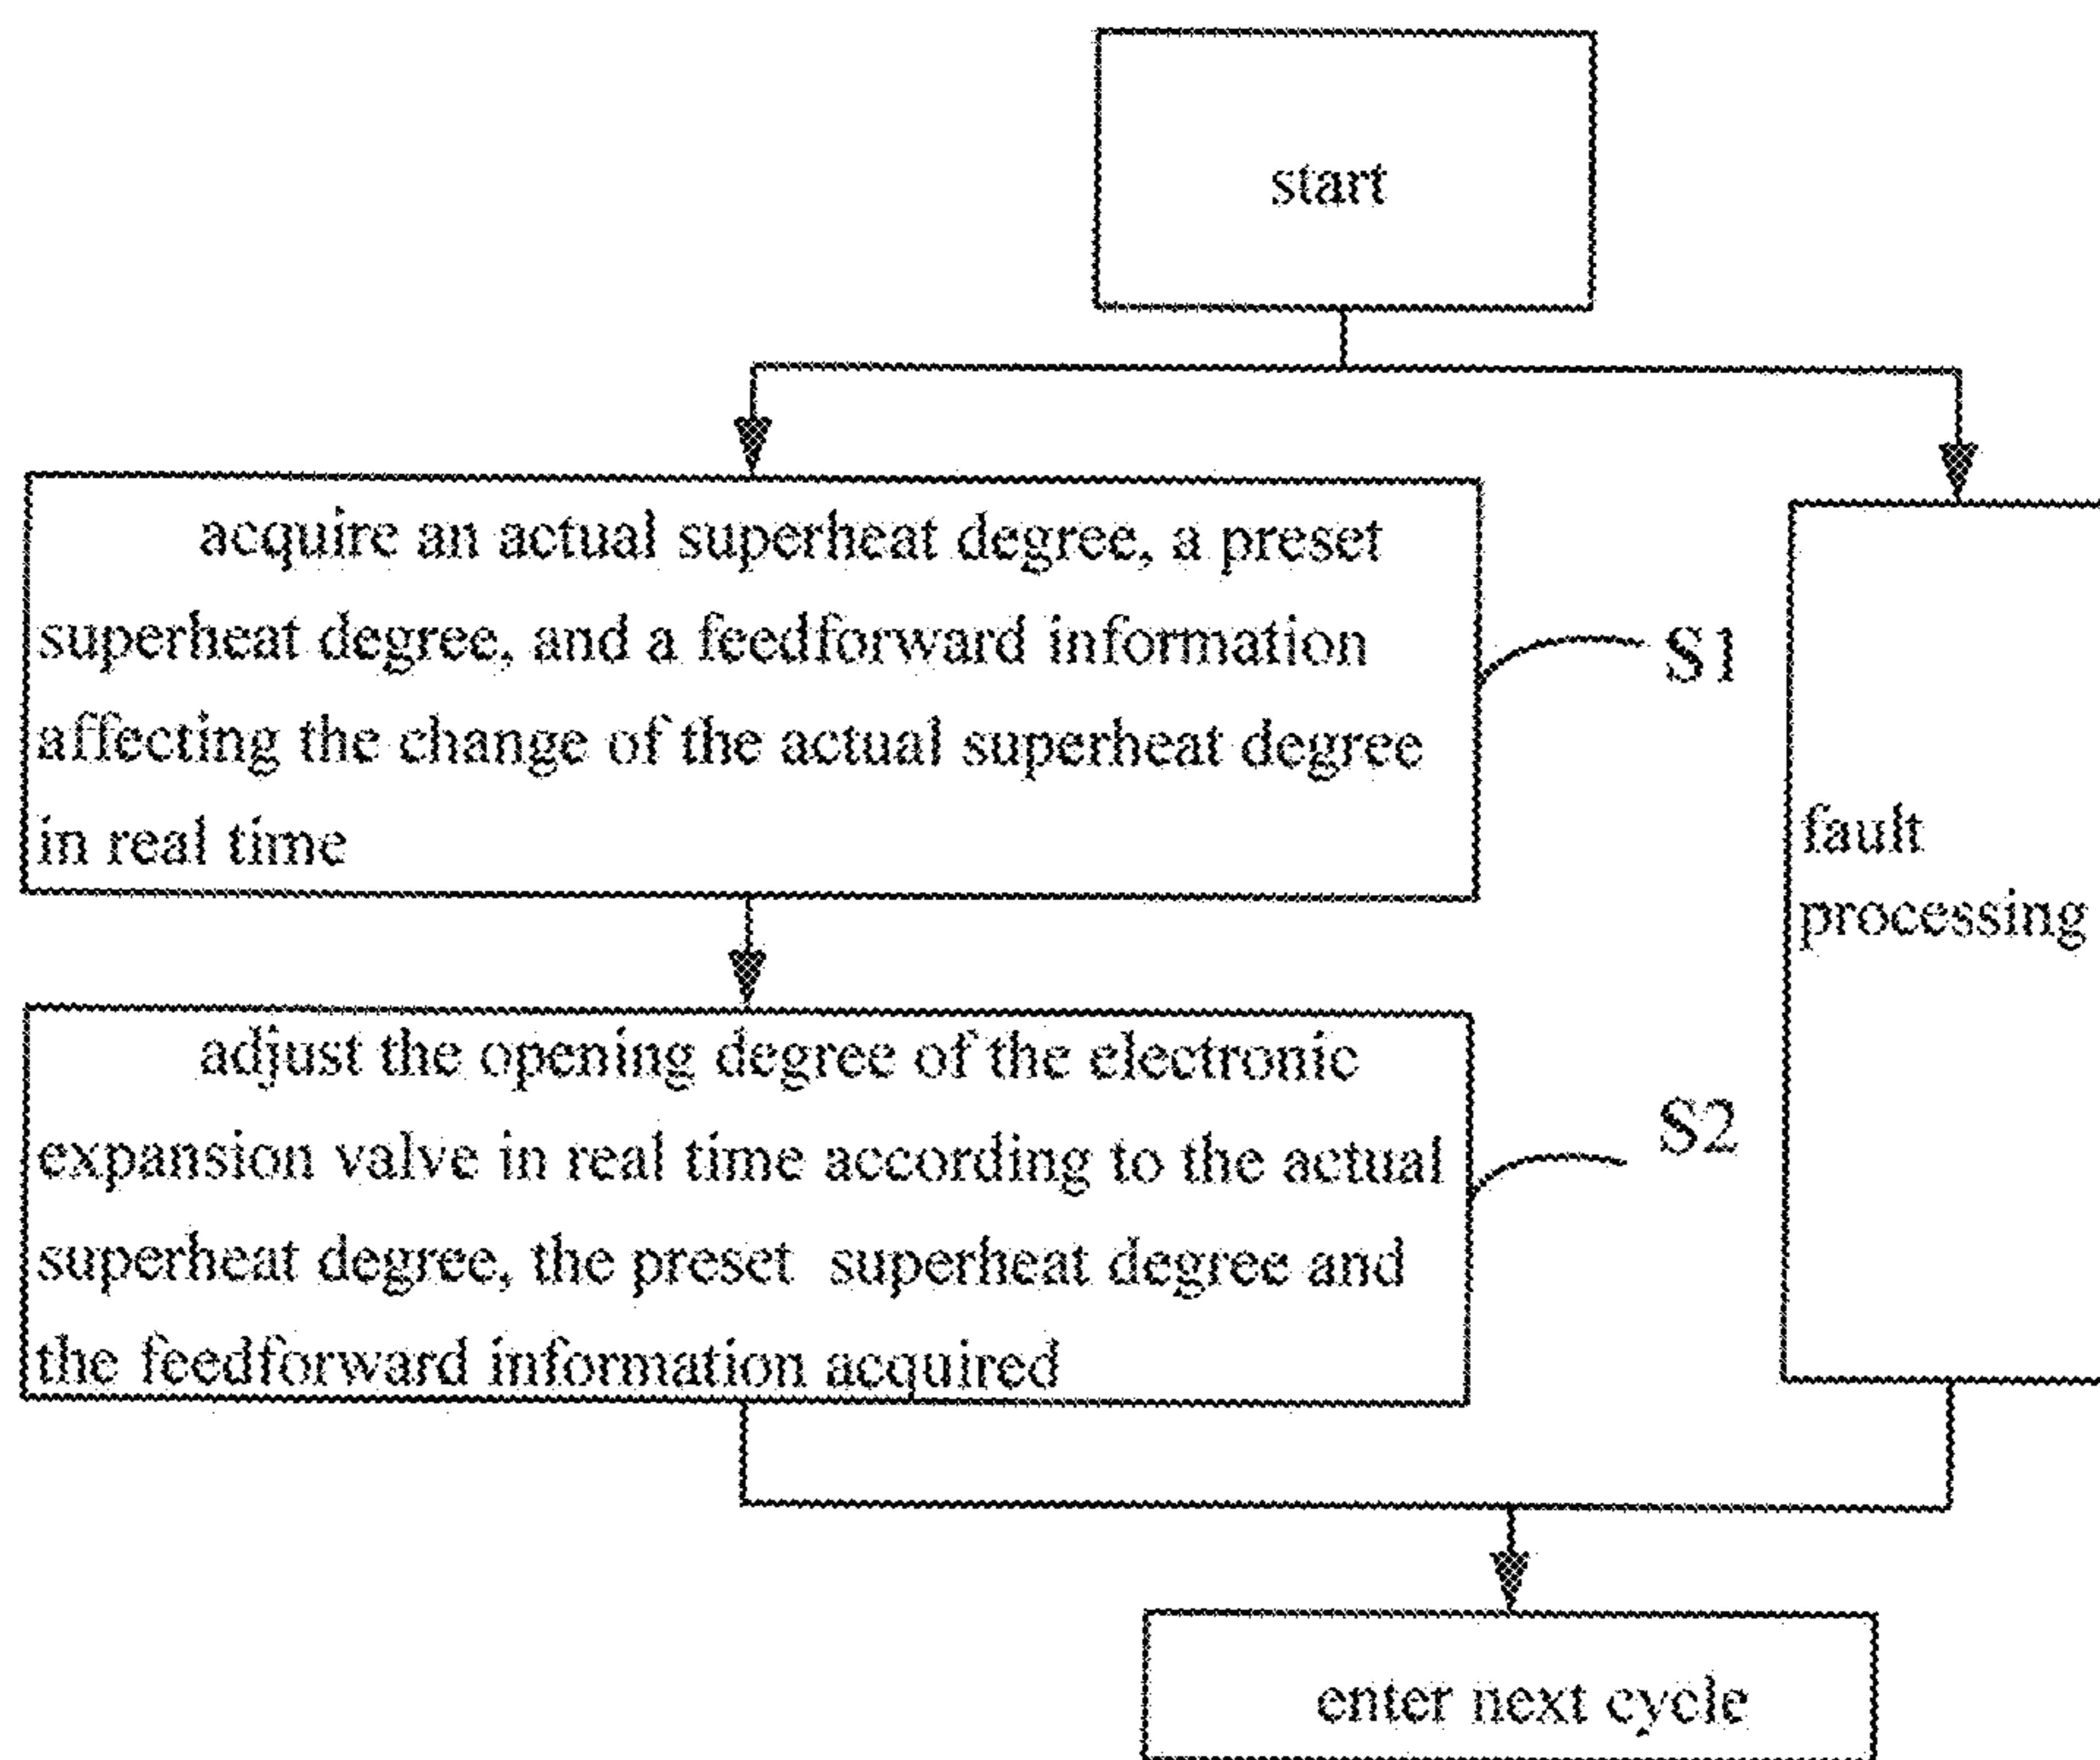 start
acquire an actual superheat degree, a preset
superheat degree, and a feedforward information
affecting the change of the actual superheat degree
in real time
S1
fault
processing
adjust the opening degree of the electronic
expansion valve in real time according to the actual
superheat degree, the preset superheat degree and
the feedforward information acquired
S2
enter next cycle